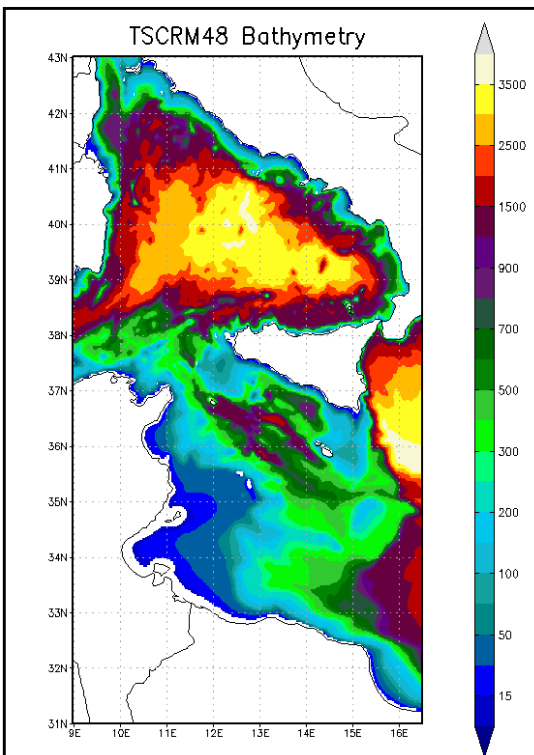 TSCRM48 Bathymetry
43N
42N
41N
40N
39N
38N
37N
36N
35N
34N
33N
32N
31N
9E 10E 11E 12E 13E 14E 15E 16E
3500
2500
1500
900
700
500
300
200
100
50
15